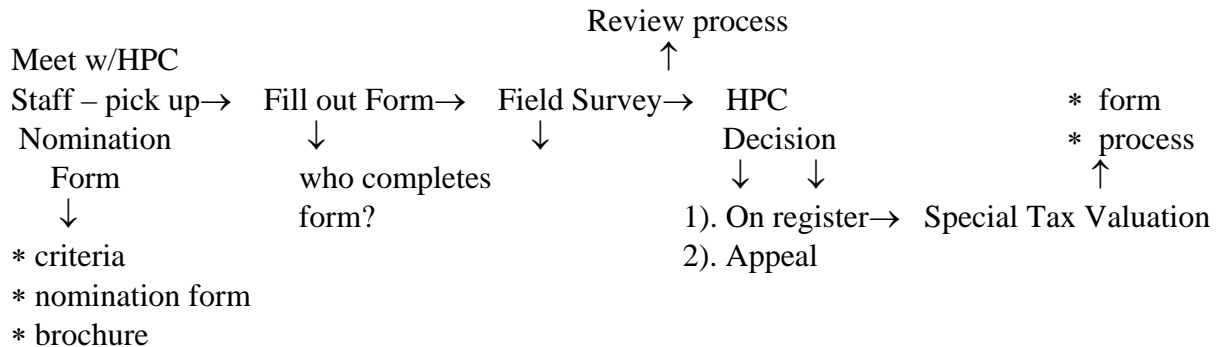 Review process
↑
Meet w/HPC
Staff – pick up→ Fill out Form→ Field Survey→ HPC ∗ form
Nomination ↓ ↓ Decision ∗ process
Form who completes ↓ ↓ ↑
↓ form? 1). On register→ Special Tax Valuation
∗ criteria 2). Appeal
∗ nomination form
∗ brochure